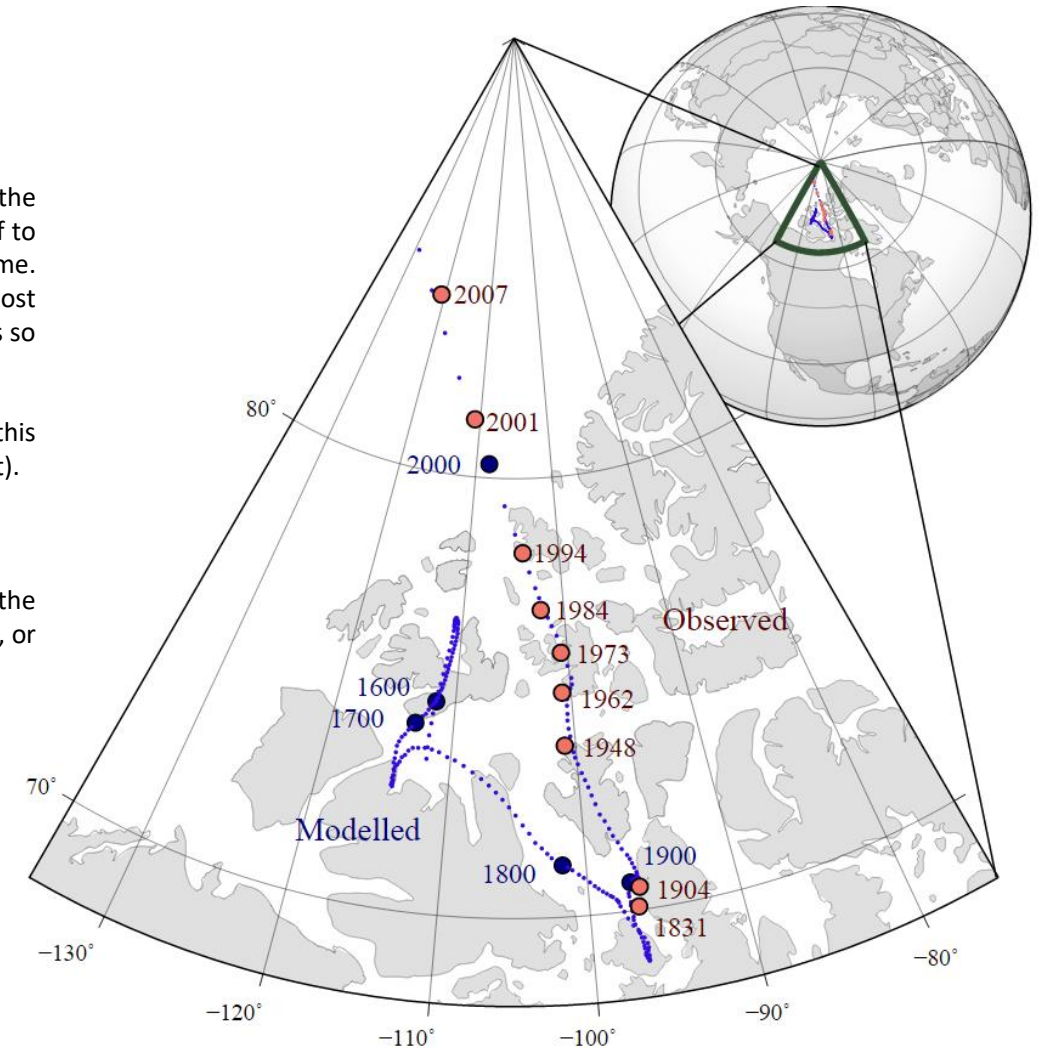 the
f to
me.
ost
s so
this
t).
the
, or
2007
80°
2001
2000
1994
1984
Observed
1973
1600
1962
1700
1948
70°
Modelled
1900
1800
1904
1831
−130°
−80°
−120°
−90°
−110°
−100°